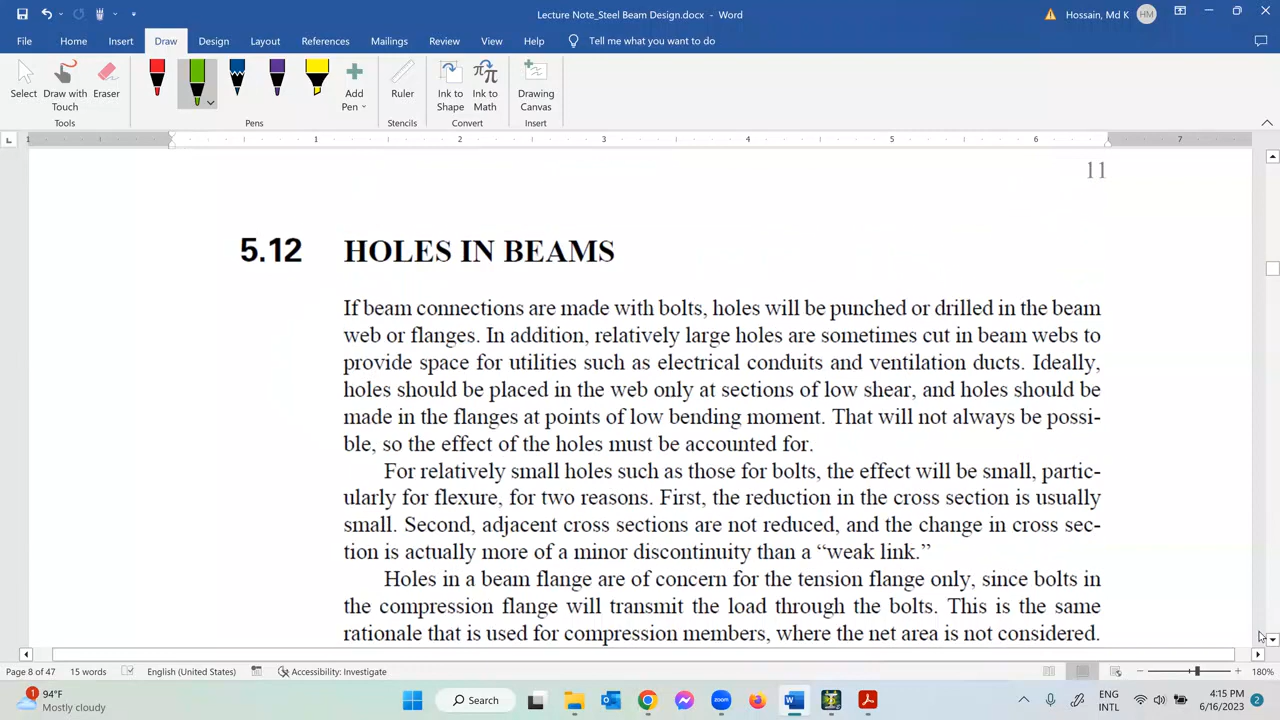 Lecture Note_Steel Beam Design.docx - Word
Hossain, Md K HM
File Home Insert Draw Design Layout References Mailings Review View Help Tell me what you want to do
Select Draw with Touch Eraser Add Pen Ruler Ink to Shape Ink to Math Drawing Canvas
Tools Pens Stencils Convert Insert
1 1 2 3 4 5 6 7
11
5.12 HOLES IN BEAMS
If beam connections are made with bolts, holes will be punched or drilled in the beam
web or flanges. In addition, relatively large holes are sometimes cut in beam webs to
provide space for utilities such as electrical conduits and ventilation ducts. Ideally,
holes should be placed in the web only at sections of low shear, and holes should be
made in the flanges at points of low bending moment. That will not always be possi-
ble, so the effect of the holes must be accounted for.
For relatively small holes such as those for bolts, the effect will be small, partic-
ularly for flexure, for two reasons. First, the reduction in the cross section is usually
small. Second, adjacent cross sections are not reduced, and the change in cross sec-
tion is actually more of a minor discontinuity than a “weak link.”
Holes in a beam flange are of concern for the tension flange only, since bolts in
the compression flange will transmit the load through the bolts. This is the same
rationale that is used for compression members, where the net area is not considered.
Page 8 of 47 15 words English (United States) Accessibility: Investigate 180%
1 94°F Search zoom ENG 4:15 PM
Mostly cloudy INTL 6/16/2023 2